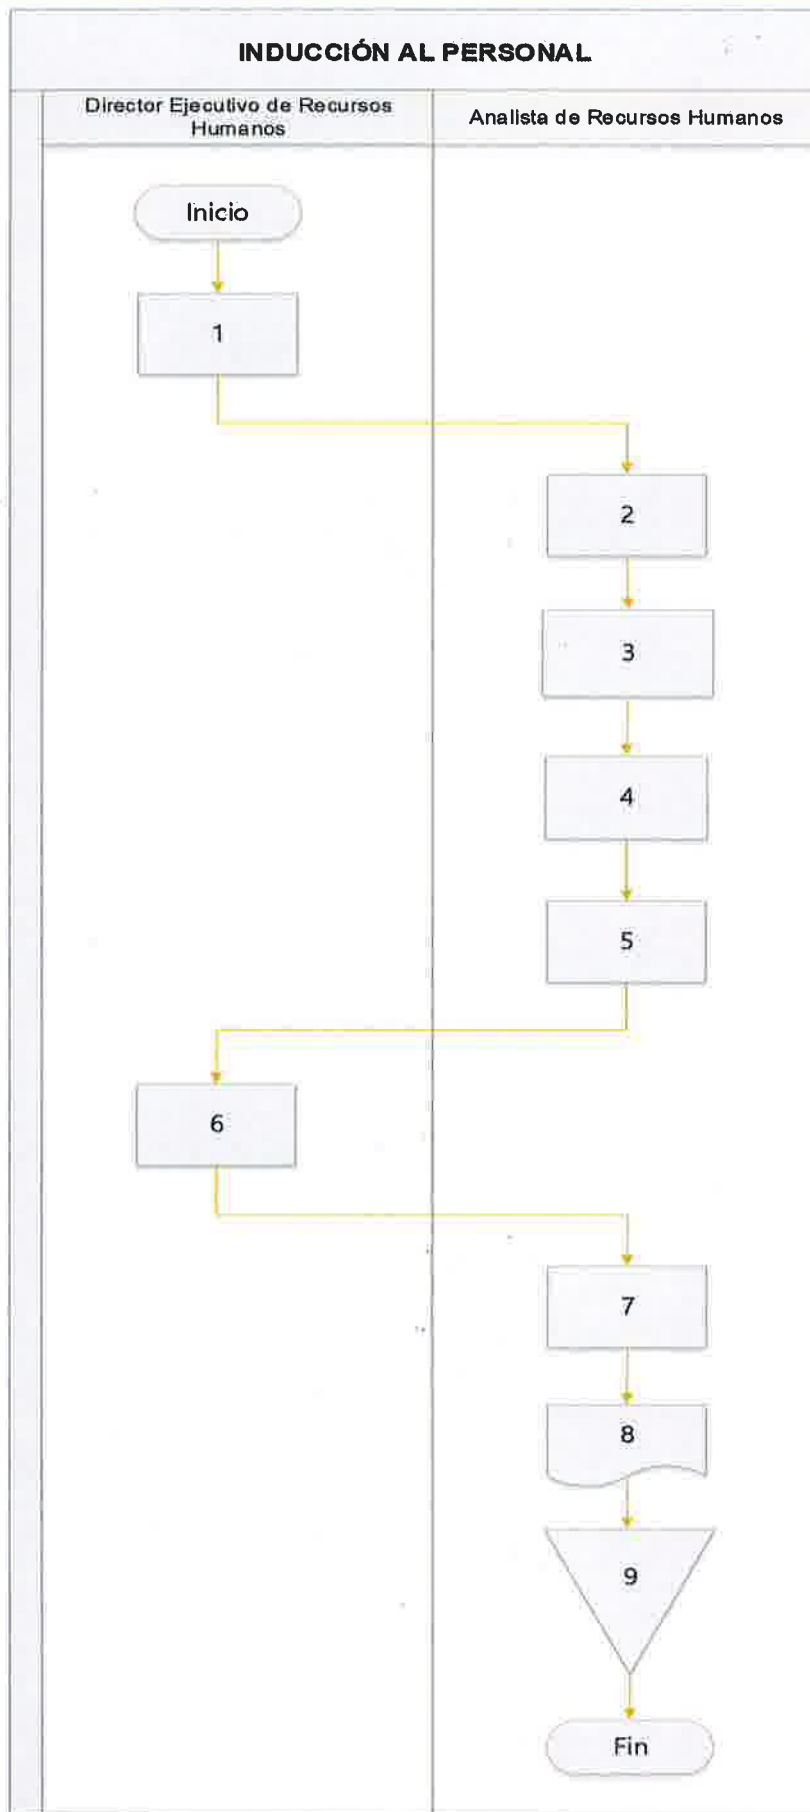 INDUCCIÓN AL PERSONAL
Director Ejecutivo de Recursos
Humanos
Analista de Recursos Humanos
Inicio
1
2
3
4
5
6
7
8
9
Fin